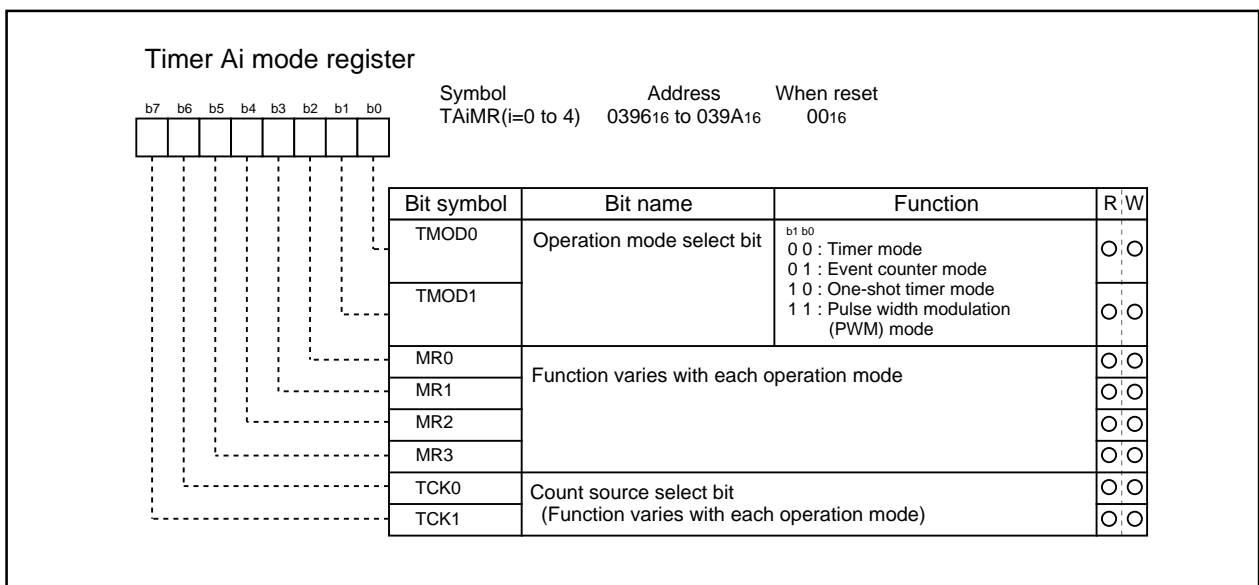 Timer Ai mode register
Symbol Address When reset
TAiMR(i=0 to 4) 039616 to 039A16 0016
b7 b6 b5 b4 b3 b2 b1 b0
Bit symbol Bit name Function R W
TMOD0 Operation mode select bit
b1 b0
0 0 : Timer mode
0 1 : Event counter mode
TMOD1
1 0 : One-shot timer mode
1 1 : Pulse width modulation
(PWM) mode
MR0
Function varies with each operation mode
MR1
MR2
MR3
TCK0
Count source select bit
(Function varies with each operation mode)
TCK1